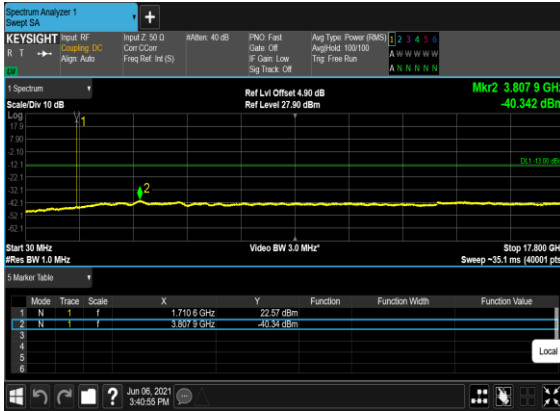 Spectrum Analyzer 1
Swept SA
+
KEYSIGHT Input: RF Input Z: 50 Ω #Atten: 40 dB PNO: Fast Avg Type: Power (RMS) 1 2 3 4 5 6
R T Coupling: DC Corr CCorr Gate: Off Avg|Hold: 100/100 A W W W W W
Align: Auto Freq Ref: Int (S) IF Gain: Low Trig: Free Run
Sig Track: Off A N N N N N
1 Spectrum Ref Lvl Offset 4.90 dB Mkr2 3.807 9 GHz
Scale/Div 10 dB Ref Level 27.90 dBm -40.342 dBm
Log
17.9
1
7.90
-2.10
-12.1
DL1 -13.00 dBm
-22.1
-32.1
2
-42.1
-52.1
-62.1
Start 30 MHz Video BW 3.0 MHz* Stop 17.800 GHz
#Res BW 1.0 MHz Sweep ~35.1 ms (40001 pts)
5 Marker Table
Mode Trace Scale X Y Function Function Width Function Value
1 N 1 f 1.710 6 GHz 22.57 dBm
2 N 1 f 3.807 9 GHz -40.34 dBm
3
4
5
6
Local
? Jun 06, 2021
3:40:55 PM